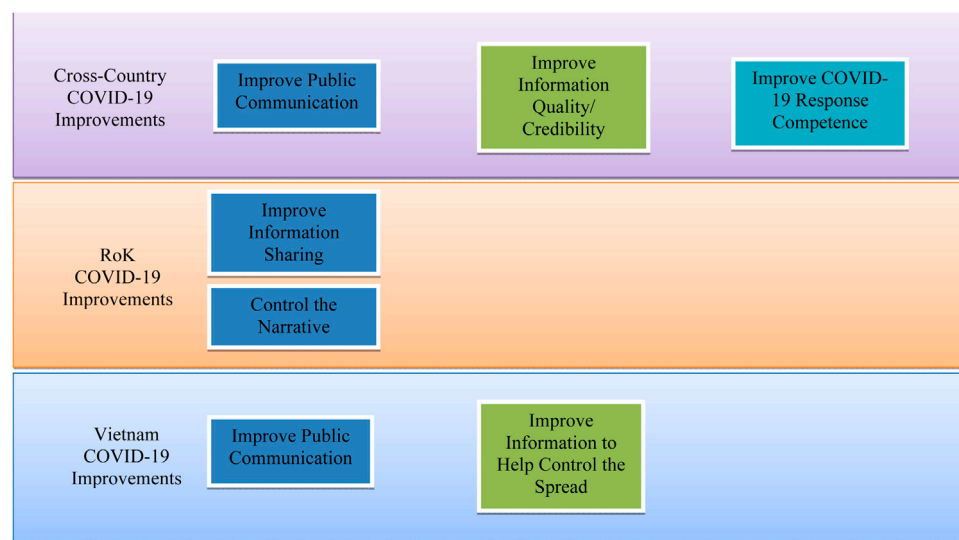 Cross-Country
COVID-19
Improvements
Improve Public
Communication
Improve
Information
Quality/
Credibility
Improve COVID-
19 Response
Competence
RoK
COVID-19
Improvements
Improve
Information
Sharing
Control the
Narrative
Vietnam
COVID-19
Improvements
Improve Public
Communication
Improve
Information to
Help Control the
Spread